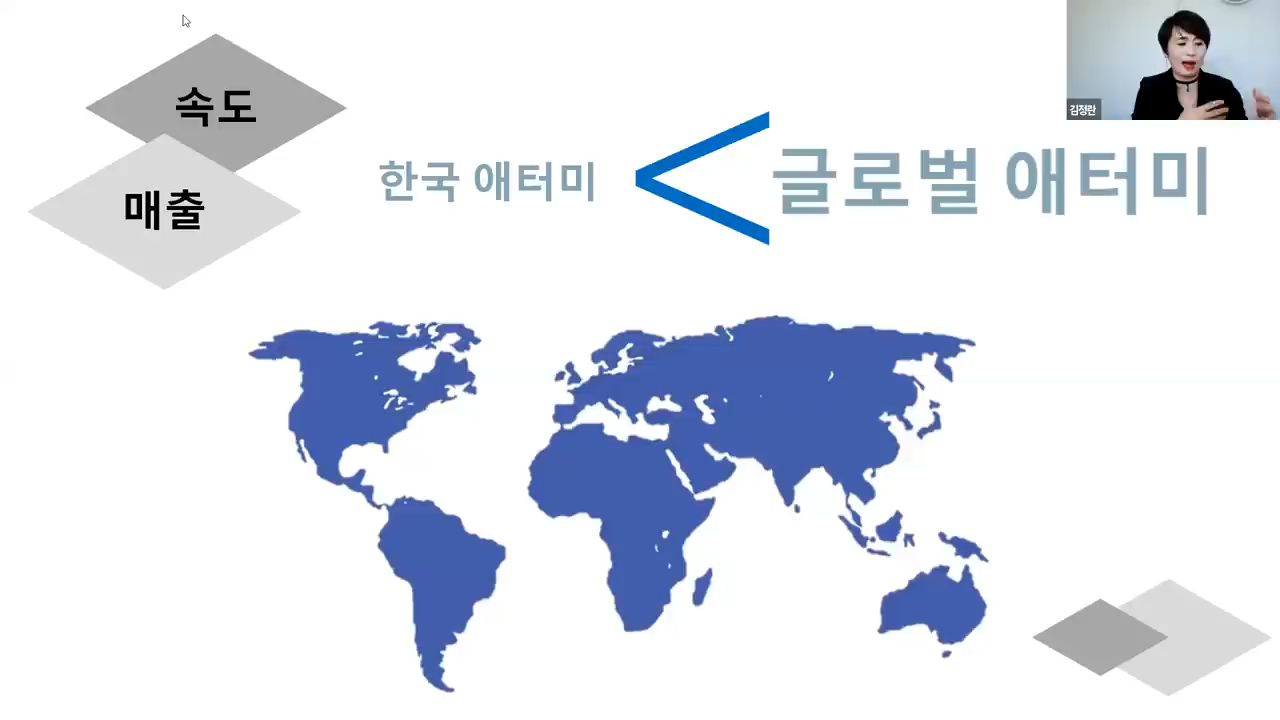 속도
매출
한국 애터미
<
글로벌 애터미
김정란